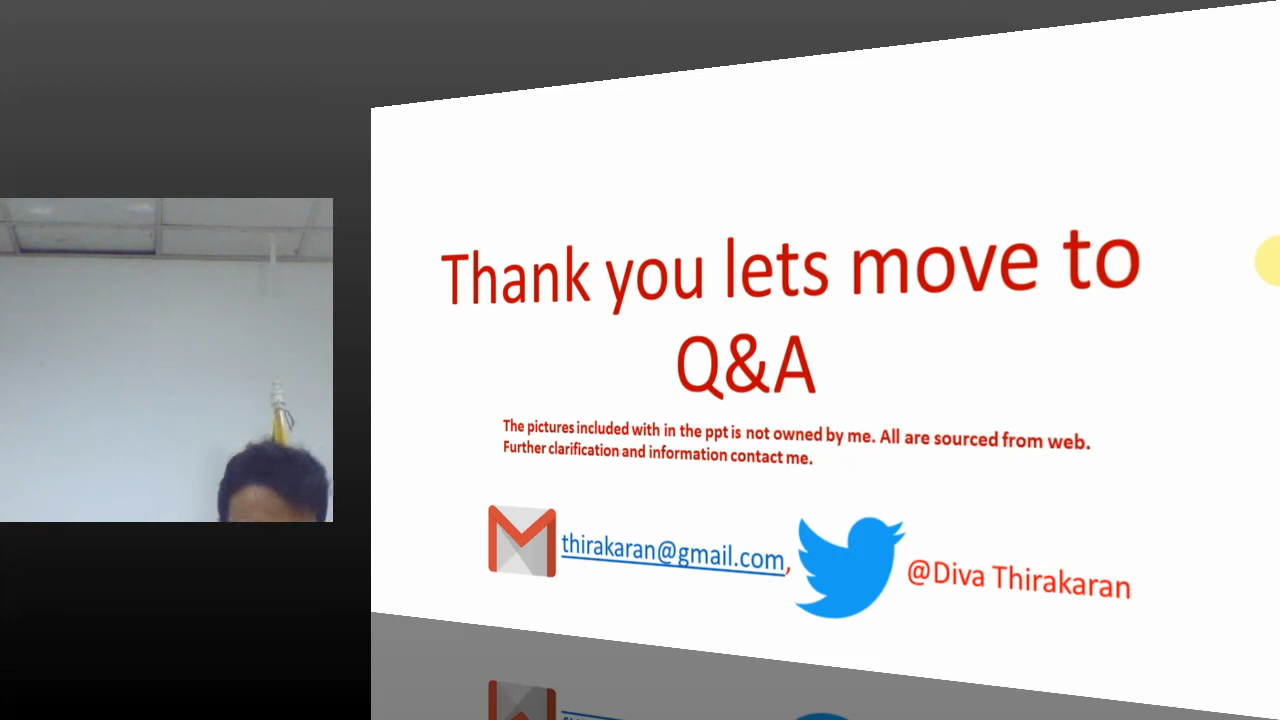 Thank you lets move to
Q&A
The pictures included with in the ppt is not owned by me. All are sourced from web.
Further clarification and information contact me.
thirakaran@gmail.com, @Diva Thirakaran